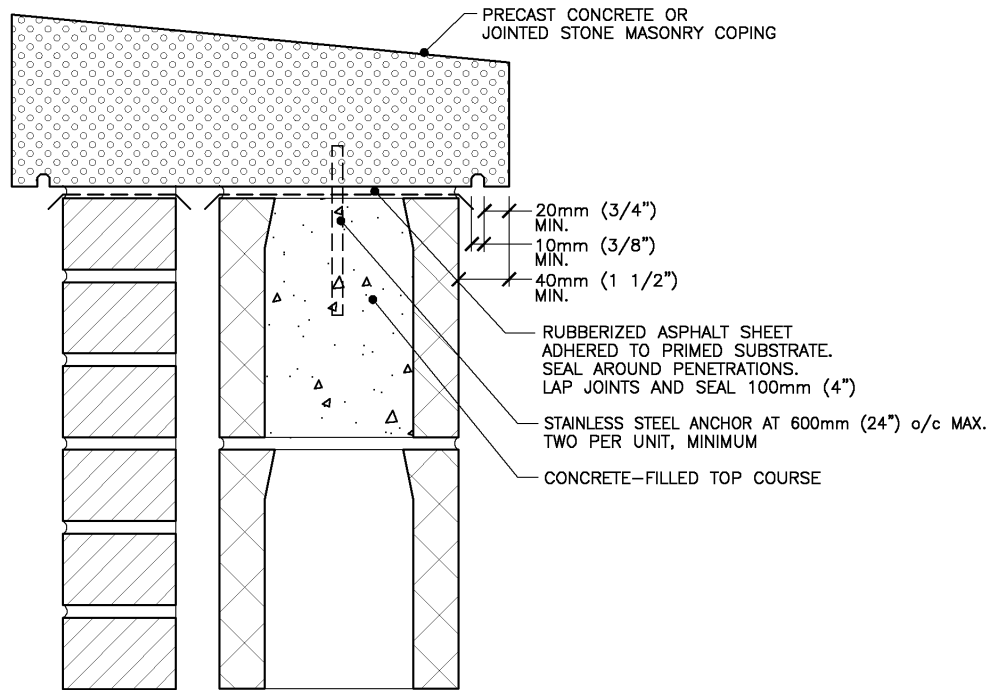 PRECAST CONCRETE OR
JOINTED STONE MASONRY COPING
20mm (3/4")
MIN.
10mm (3/8")
MIN.
40mm (1 1/2")
MIN.
RUBBERIZED ASPHALT SHEET
ADHERED TO PRIMED SUBSTRATE.
SEAL AROUND PENETRATIONS.
LAP JOINTS AND SEAL 100mm (4")
STAINLESS STEEL ANCHOR AT 600mm (24") o/c MAX.
TWO PER UNIT, MINIMUM
CONCRETE–FILLED TOP COURSE